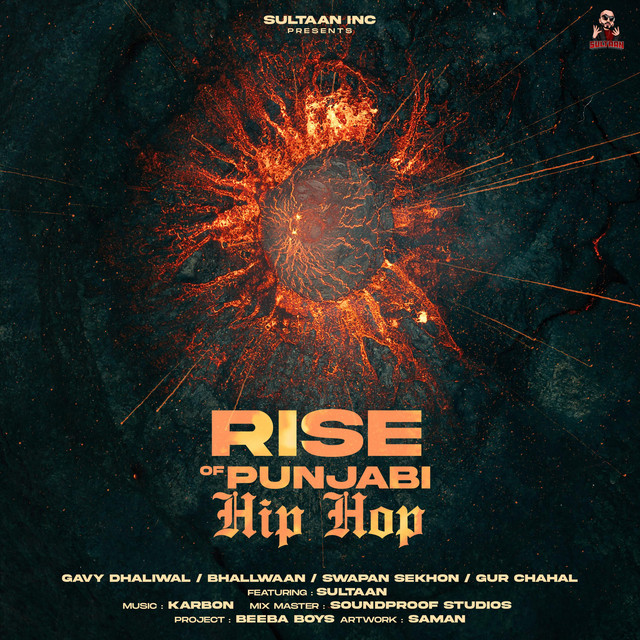 SULTAAN INC
PRESENTS
SULTAAN
RISE
OF PUNJABI
Hip Hop
GAVY DHALIWAL / BHALLWAAN / SWAPAN SEKHON / GUR CHAHAL
FEATURING : SULTAAN
MUSIC : KARBON MIX MASTER : SOUNDPROOF STUDIOS
PROJECT : BEEBA BOYS ARTWORK : SAMAN